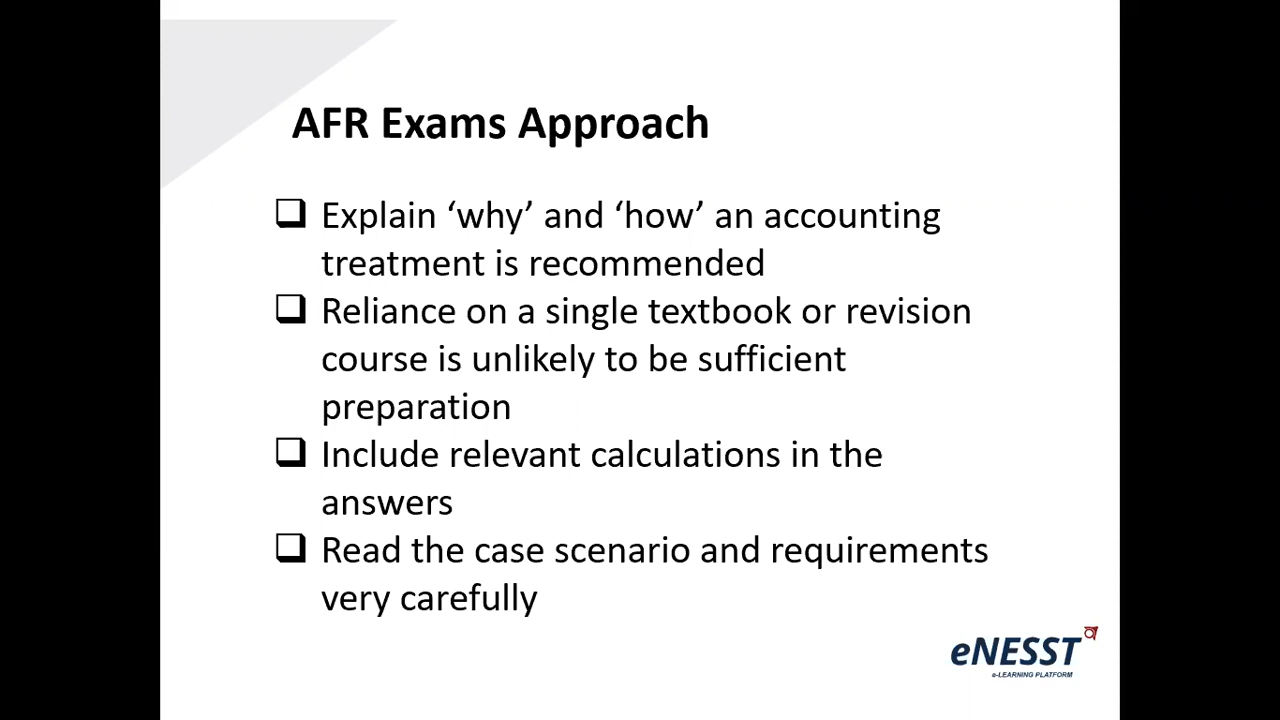 AFR Exams Approach
❑ Explain ‘why’ and ‘how’ an accounting
treatment is recommended
❑ Reliance on a single textbook or revision
course is unlikely to be sufficient
preparation
❑ Include relevant calculations in the
answers
❑ Read the case scenario and requirements
very carefully
eNESST
e-LEARNING PLATFORM